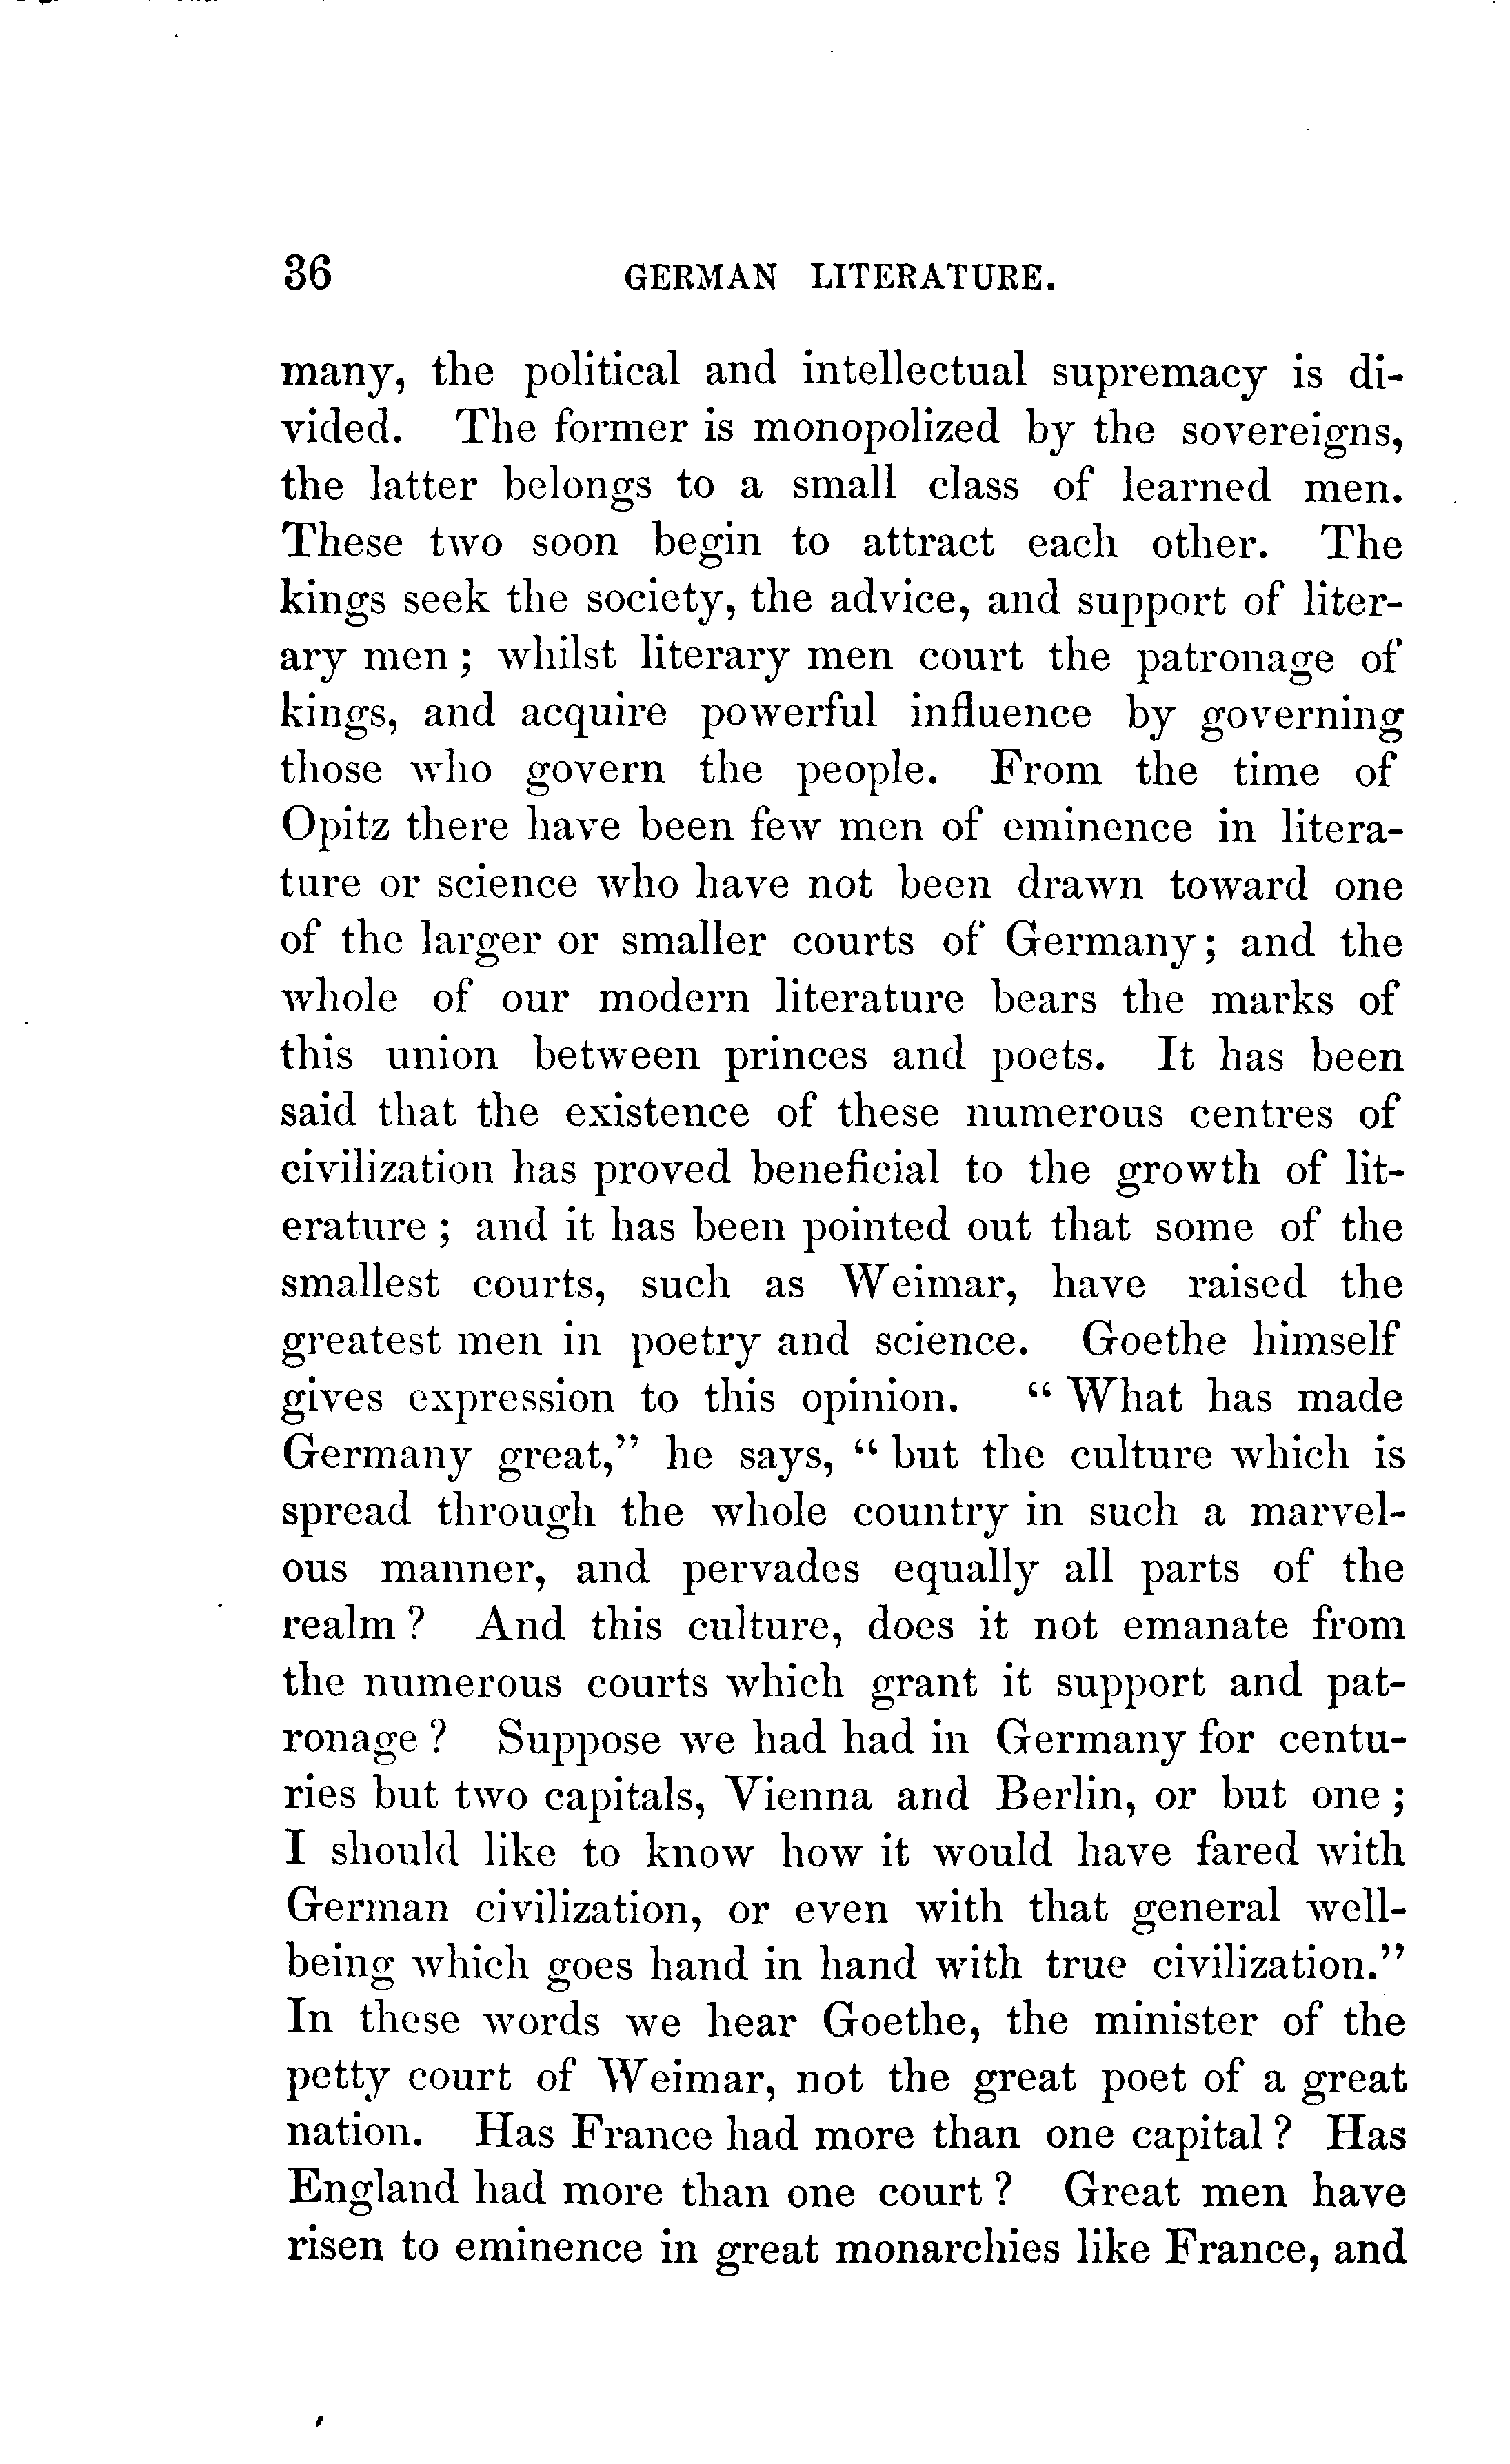 36 GERMAN LITERATURE.
many, the political and intellectual supremacy is di-
vided. The former is monopolized by the sovereigns,
the latter belongs to a small class of learned men.
These two soon begin to attract each other. The
kings seek the society, the advice, and support of liter-
ary men ; whilst literary men court the patronage of
kings, and acquire powerful influence by governing
those who govern the people. From the time of
Opitz there have been few men of eminence in litera-
ture or science who have not been drawn toward one
of the larger or smaller courts of Germany; and the
whole of our modern literature bears the marks of
this union between princes and poets. It has been
said that the existence of these numerous centres of
civilization has proved beneficial to the growth of lit-
erature ; and it has been pointed out that some of the
smallest courts, such as Weimar, have raised the
greatest men in poetry and science. Goethe himself
gives expression to this opinion. “ What has made
Germany great,” he says, “ but the culture which is
spread through the whole country in such a marvel-
ous manner, and pervades equally all parts of the
realm ? And this culture, does it not emanate from
the numerous courts which grant it support and pat-
ronage ? Suppose we had had in Germany for centu-
ries but two capitals, Vienna and Berlin, or but one ;
I should like to know how it would have fared with
German civilization, or even with that general well-
being which goes hand in hand with true civilization.”
In these words we hear Goethe, the minister of the
petty court of Weimar, not the great poet of a great
nation. Has France had more than one capital ? Has
England had more than one court ? Great men have
risen to eminence in great monarchies like France, and